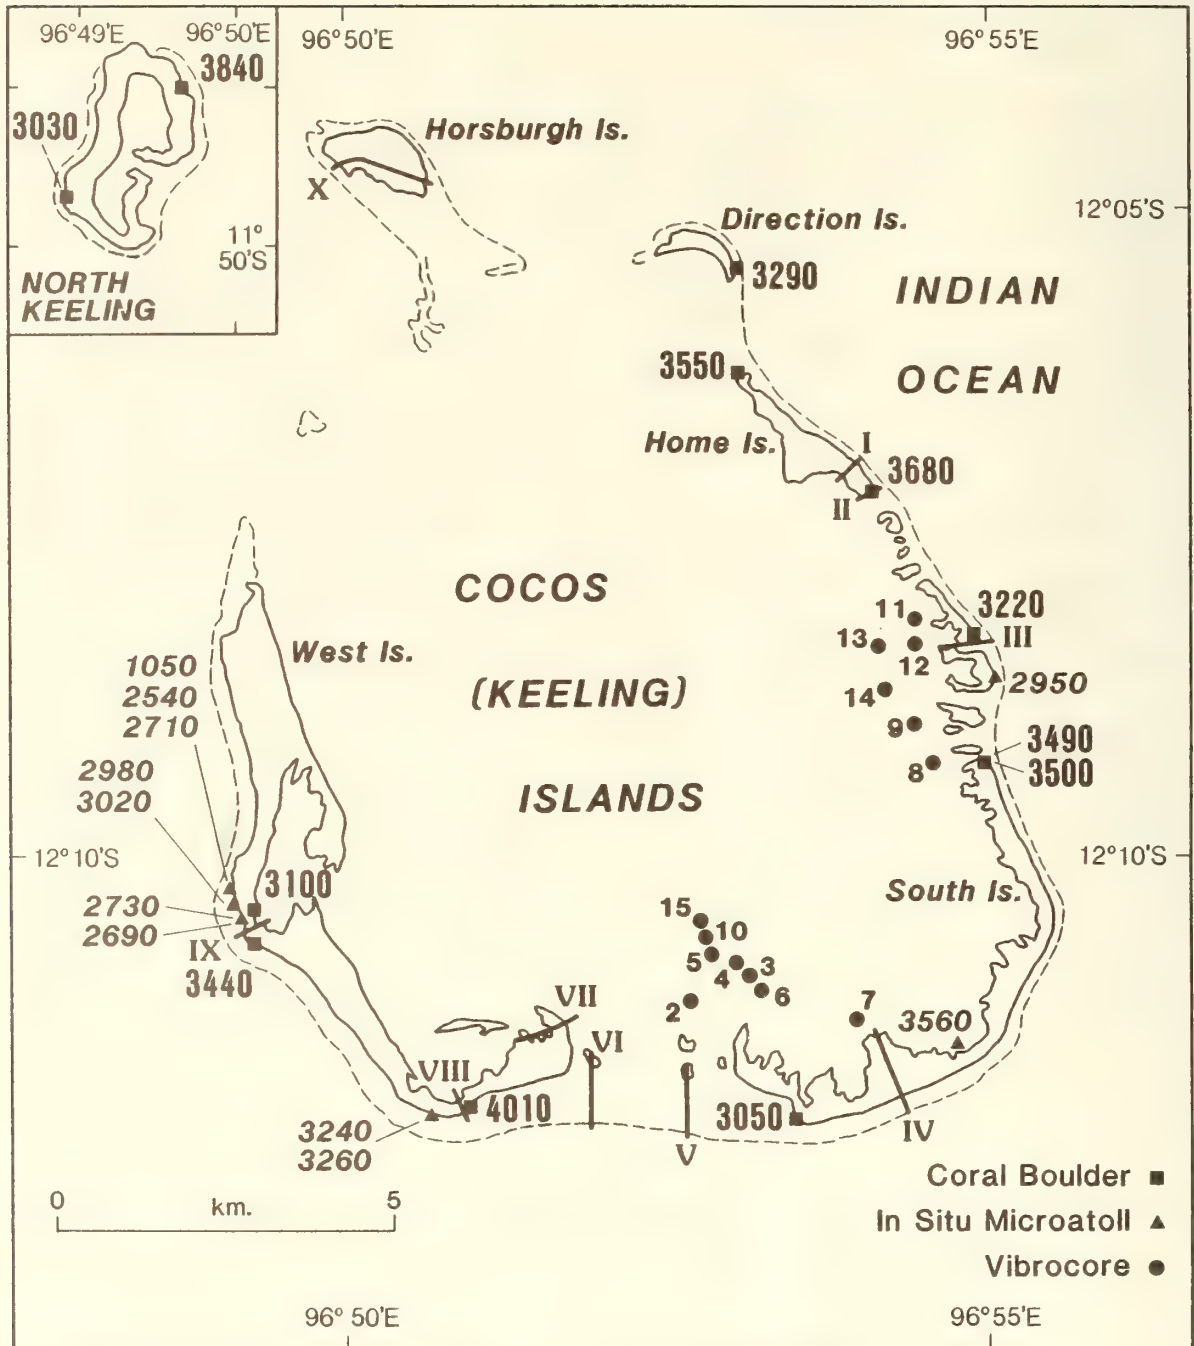 96°49'E
96°50'E
3840
3030
11°
50'S
NORTH
KEELING
96°50'E
96°55'E
Horsburgh Is.
X
12°05'S
Direction Is.
3290
INDIAN
OCEAN
3550
Home Is.
I
3680
II
COCOS
(KEELING)
ISLANDS
West Is.
11
3220
III
13
12
2950
14
9
3490
3500
8
1050
2540
2710
2980
3020
12°10'S
12°10'S
3100
2730
2690
IX
3440
South Is.
15
10
5
4
3
6
2
7
3560
VII
VI
VIII
4010
3050
IV
V
3240
3260
0
km.
5
Coral Boulder
In Situ Microatoll
Vibrocore
96°50'E
96°55'E